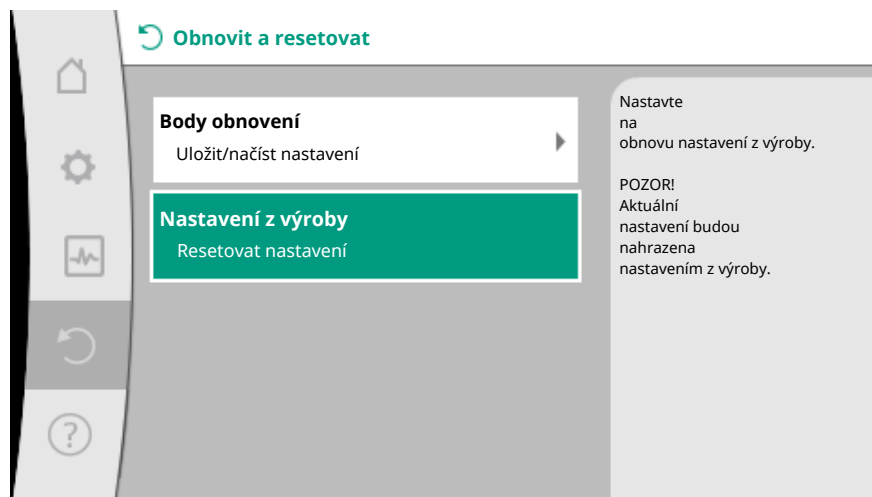 Obnovit a resetovat
Body obnovení
Uložit/načíst nastavení
Nastavení z výroby
Resetovat nastavení
Nastavte
na
obnovu nastavení z výroby.
POZOR!
Aktuální
nastavení budou
nahrazena
nastavením z výroby.
?